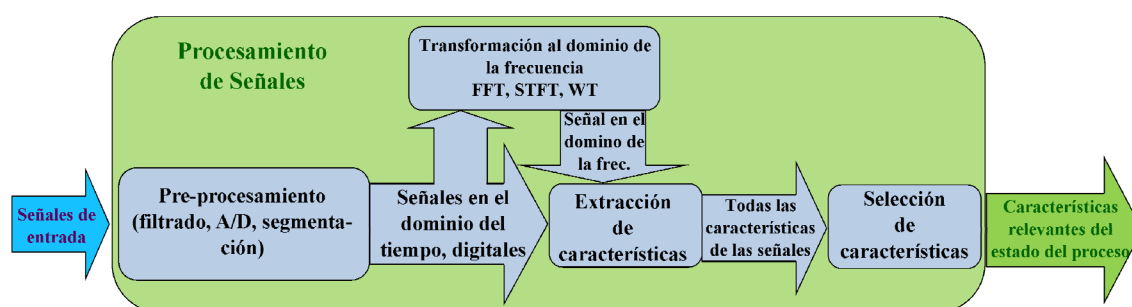 Procesamiento
de Señales
Transformación al dominio de
la frecuencia
FFT, STFT, WT
Señal en el
domino de
la frec.
Señales de
entrada
Pre-procesamiento
(filtrado, A/D, segmenta-
ción)
Señales en el
dominio del
tiempo, digitales
Extracción
de
características
Todas las
características
de las señales
Selección
de
características
Características
relevantes del
estado del proceso